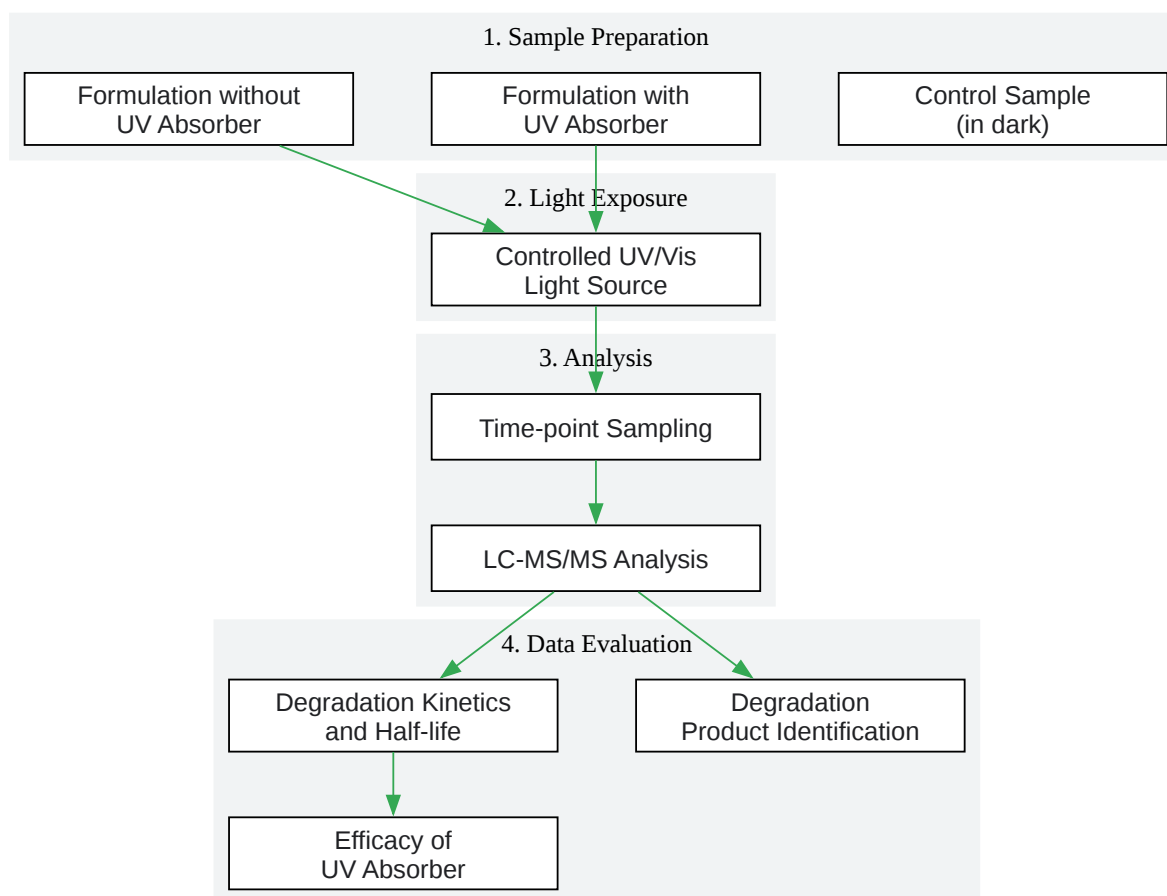 1. Sample Preparation
Formulation without
UV Absorber
Formulation with
UV Absorber
Control Sample
(in dark)
2. Light Exposure
Controlled UV/Vis
Light Source
3. Analysis
Time-point Sampling
LC-MS/MS Analysis
4. Data Evaluation
Degradation Kinetics
and Half-life
Degradation
Product Identification
Efficacy of
UV Absorber